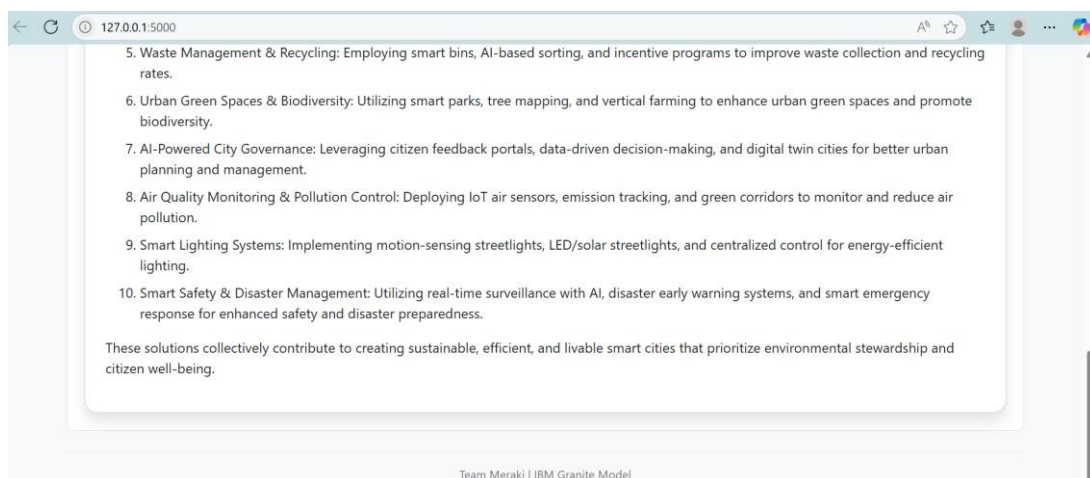 127.0.0.1:5000
5. Waste Management & Recycling: Employing smart bins, AI-based sorting, and incentive programs to improve waste collection and recycling
rates.
6. Urban Green Spaces & Biodiversity: Utilizing smart parks, tree mapping, and vertical farming to enhance urban green spaces and promote
biodiversity.
7. AI-Powered City Governance: Leveraging citizen feedback portals, data-driven decision-making, and digital twin cities for better urban
planning and management.
8. Air Quality Monitoring & Pollution Control: Deploying IoT air sensors, emission tracking, and green corridors to monitor and reduce air
pollution.
9. Smart Lighting Systems: Implementing motion-sensing streetlights, LED/solar streetlights, and centralized control for energy-efficient
lighting.
10. Smart Safety & Disaster Management: Utilizing real-time surveillance with AI, disaster early warning systems, and smart emergency
response for enhanced safety and disaster preparedness.
These solutions collectively contribute to creating sustainable, efficient, and livable smart cities that prioritize environmental stewardship and
citizen well-being.
Team Meraki | IBM Granite Model